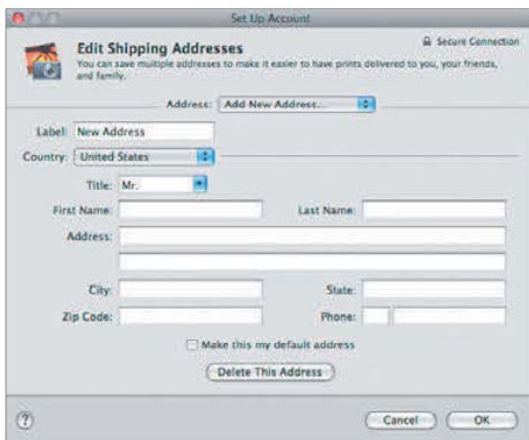 Set Up Account
Edit Shipping Addresses
Secure Connection
You can save multiple addresses to make it easier to have prints delivered to you, your friends,
and family.
Address: Add New Address...
Label: New Address
Country: United States
Title: Mr.
First Name: Last Name:
Address:
City: State:
Zip Code: Phone:
Make this my default address
Delete This Address
? Cancel OK